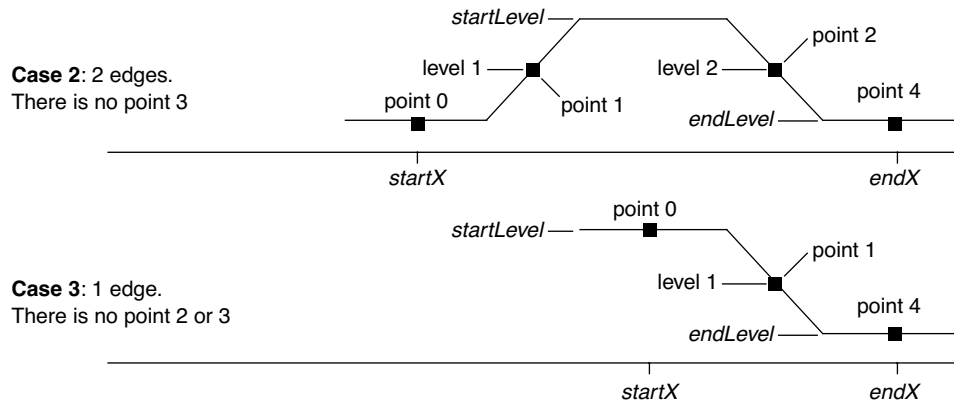 startLevel
point 2
Case 2: 2 edges.
level 1
level 2
There is no point 3
point 0
point 1
point 4
endLevel
startX
endX
point 0
startLevel
point 1
Case 3: 1 edge.
level 1
There is no point 2 or 3
point 4
endLevel
startX
endX